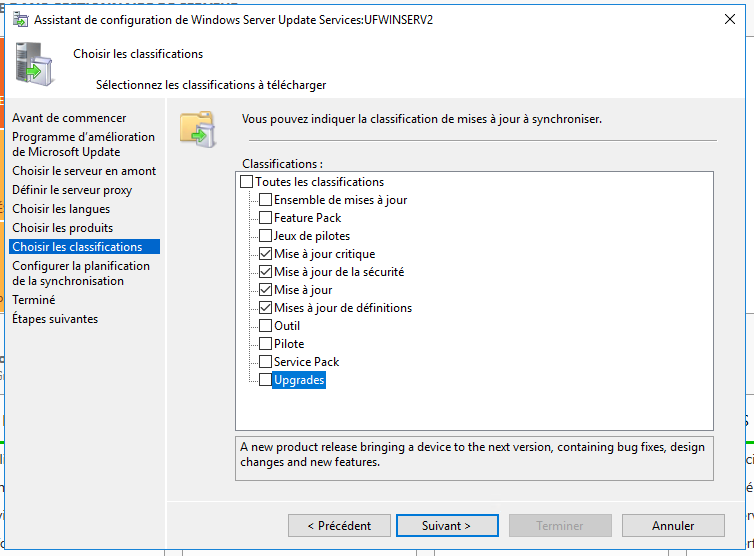 Assistant de configuration de Windows Server Update Services:UFWINSERV2
Choisir les classifications
Sélectionnez les classifications à télécharger
Avant de commencer
Programme d'amélioration
de Microsoft Update
Choisir le serveur en amont
Définir le serveur proxy
Choisir les langues
Choisir les produits
Choisir les classifications
Configurer la planification
de la synchronisation
Terminé
Étapes suivantes
Vous pouvez indiquer la classification de mises à jour à synchroniser.
Classifications :
Toutes les classifications
Ensemble de mises à jour
Feature Pack
Jeux de pilotes
Mise à jour critique
Mise à jour de la sécurité
Mise à jour
Mises à jour de définitions
Outil
Pilote
Service Pack
Upgrades
A new product release bringing a device to the next version, containing bug fixes, design
changes and new features.
< Précédent
Suivant >
Terminer
Annuler